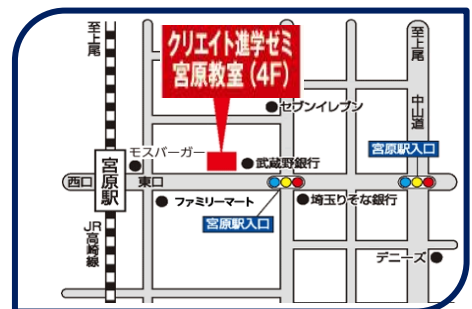 至上尾
クリエイト進学ゼミ
宮原教室(4F)
至上尾
中山道
セブンイレブン
宮原駅入口
モスバーガー
武蔵野銀行
西口
宮原駅
東口
ファミリーマート
埼玉りそな銀行
宮原駅入口
JR
高崎線
デニーズ